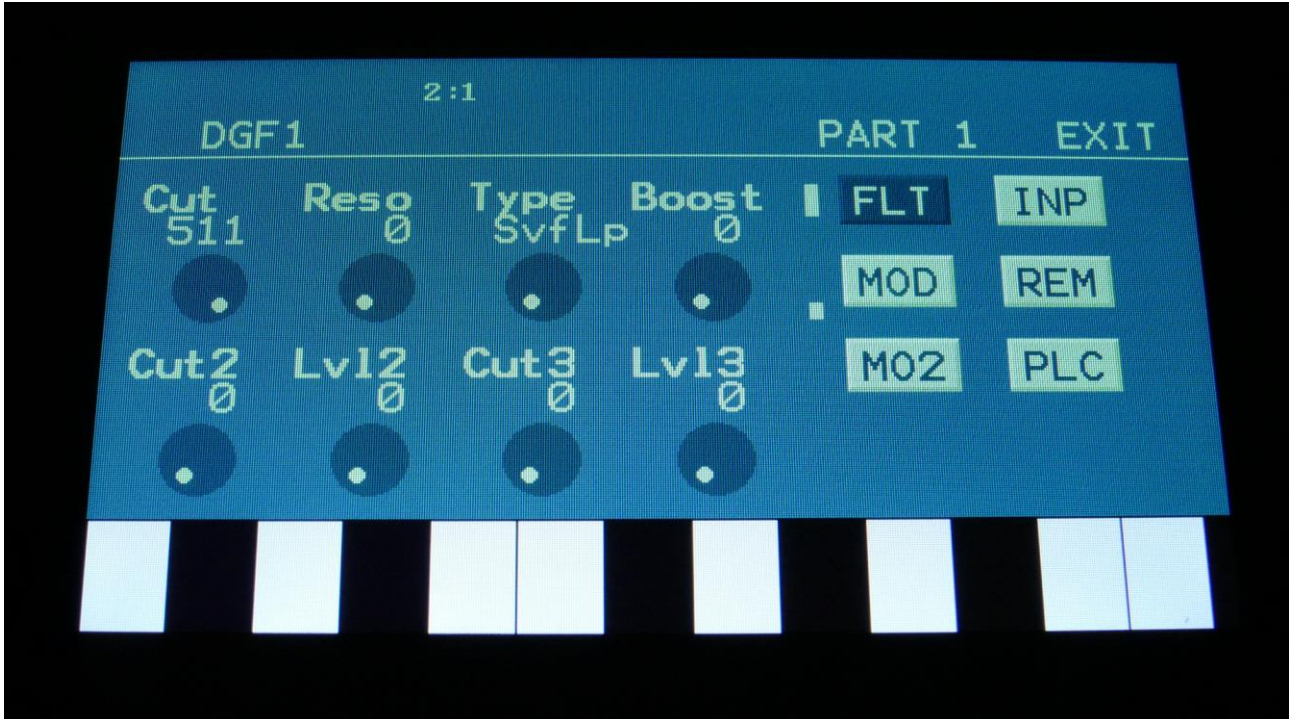 2:1
DGF1 PART 1 EXIT
Cut Reso Type Boost FLT INP
511 0 SvfLp 0
MOD REM
Cut2 Lvl2 Cut3 Lvl3 MO2 PLC
0 0 0 0